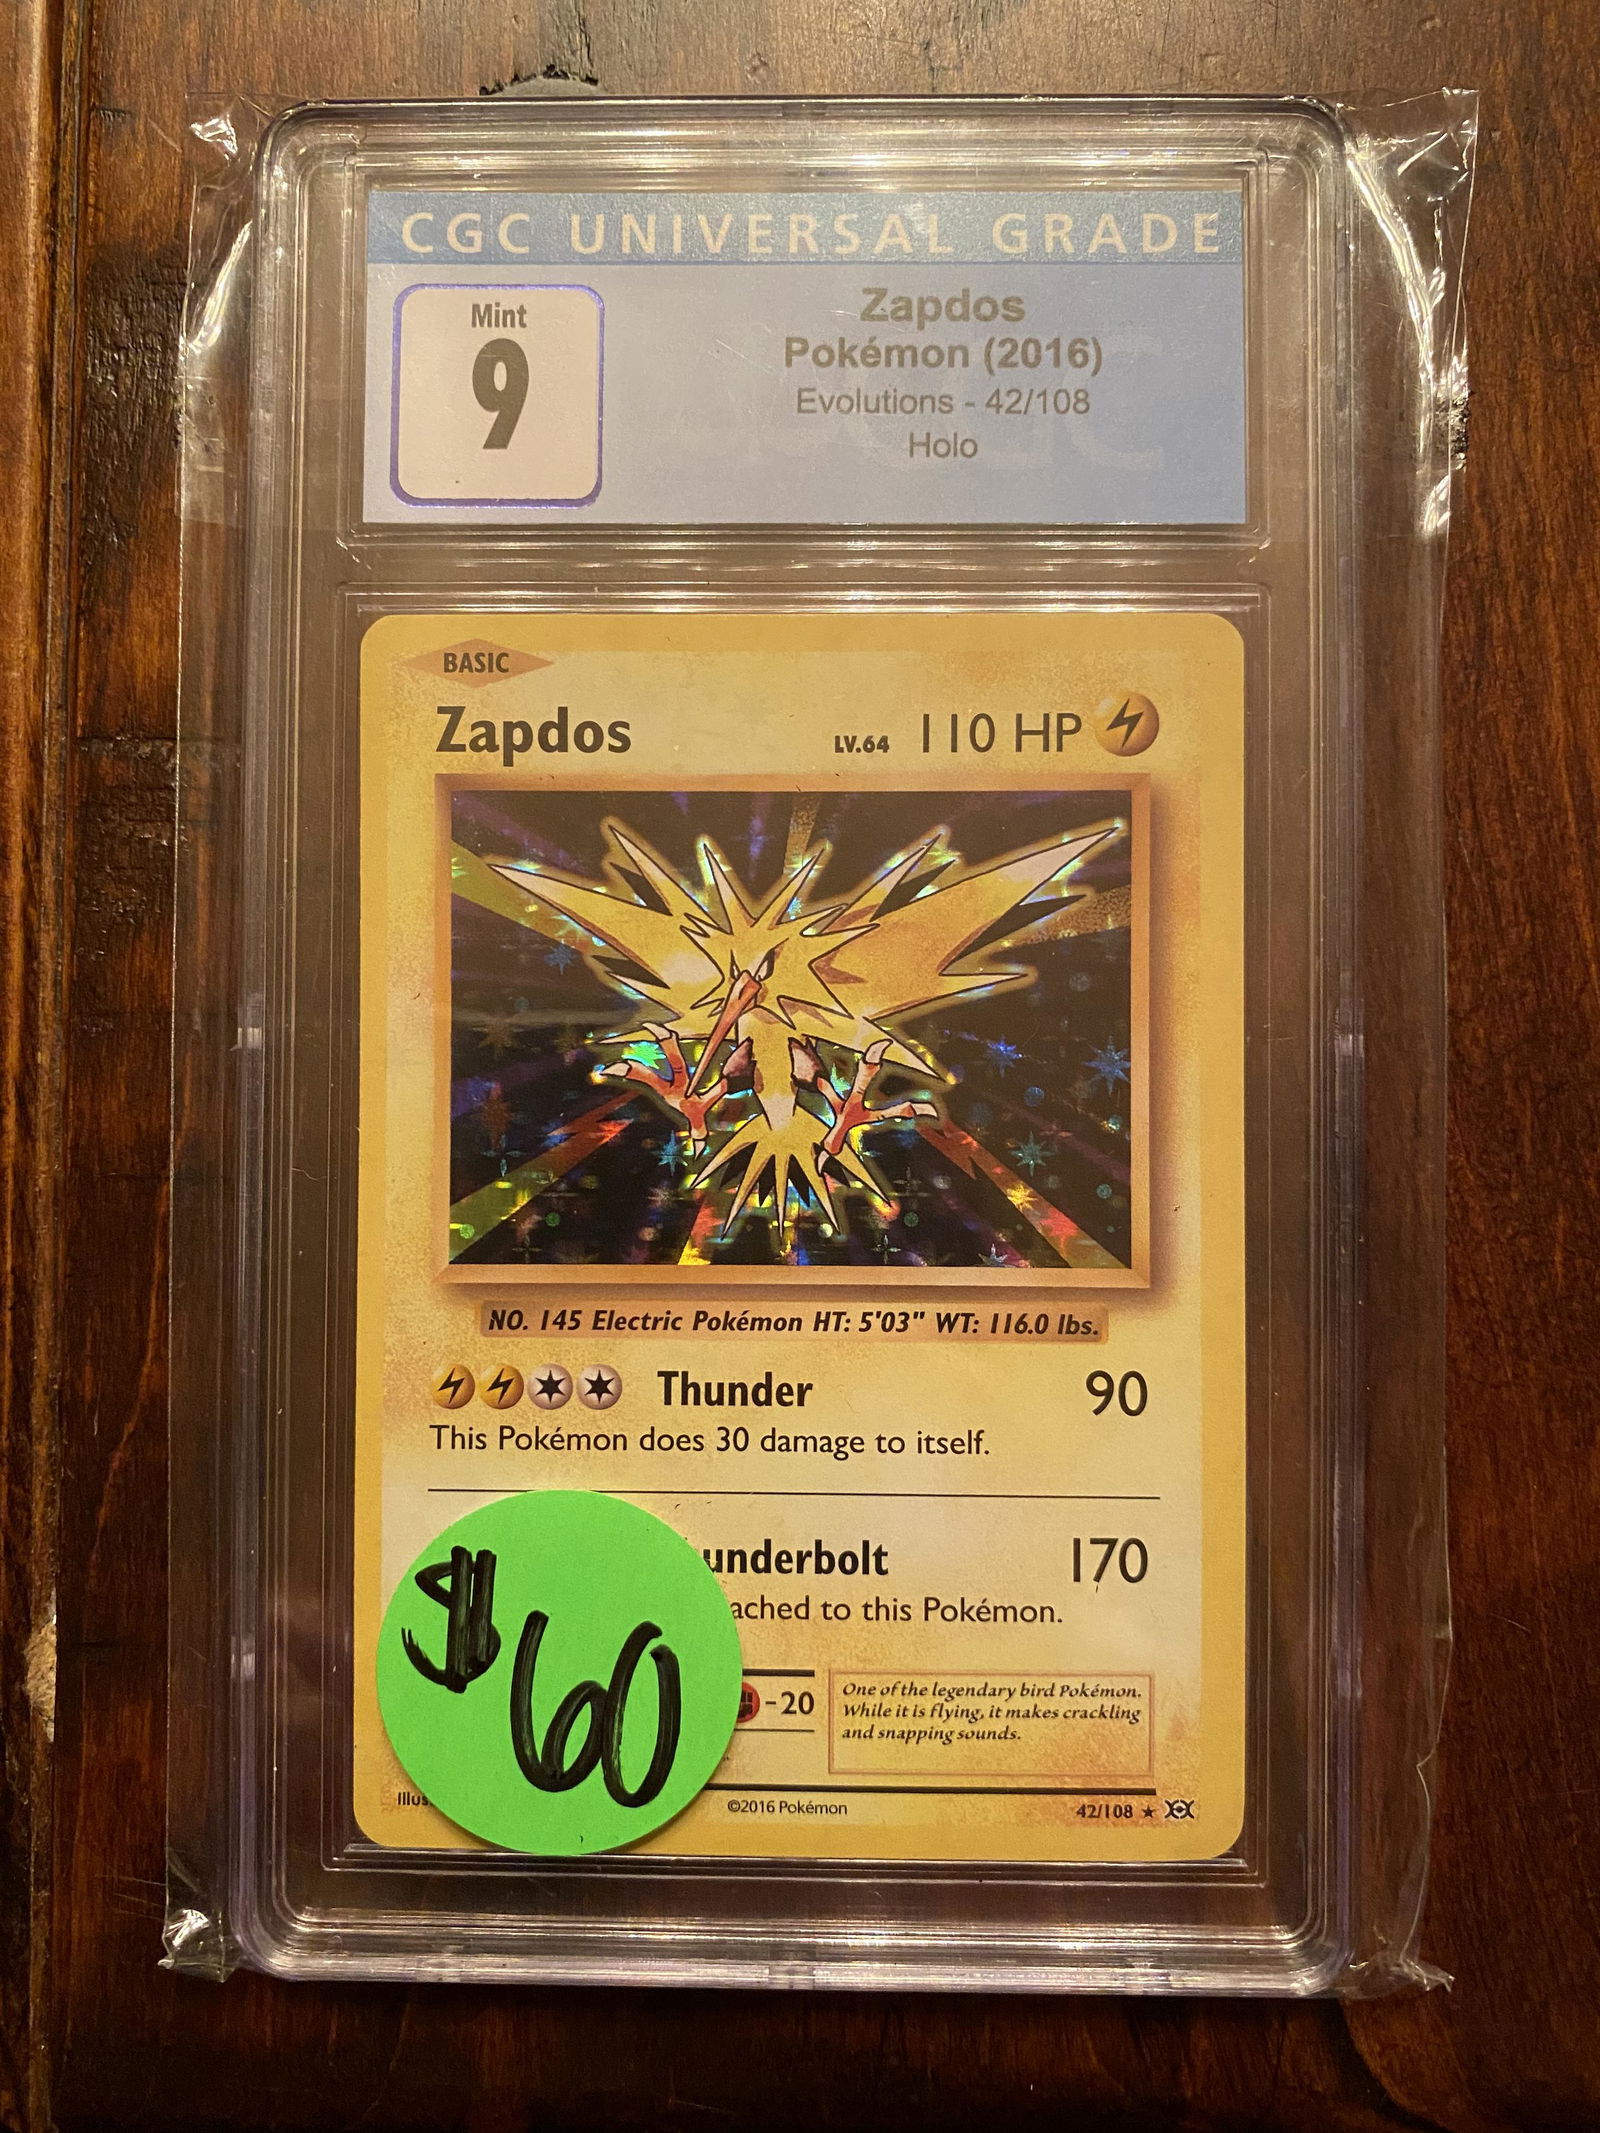 CGC UNIVERSAL GRADE
Mint
9
Zapdos
Pokémon (2016)
Evolutions - 42/108
Holo
BASIC
Zapdos LV.64 110 HP
NO. 145 Electric Pokémon HT: 5'03" WT: 116.0 lbs.
Thunder 90
This Pokémon does 30 damage to itself.
underbolt 170
ached to this Pokémon.
$60
-20
One of the legendary bird Pokémon.
While it is flying, it makes crackling
and snapping sounds.
Illus.
©2016 Pokémon
42/108 ★